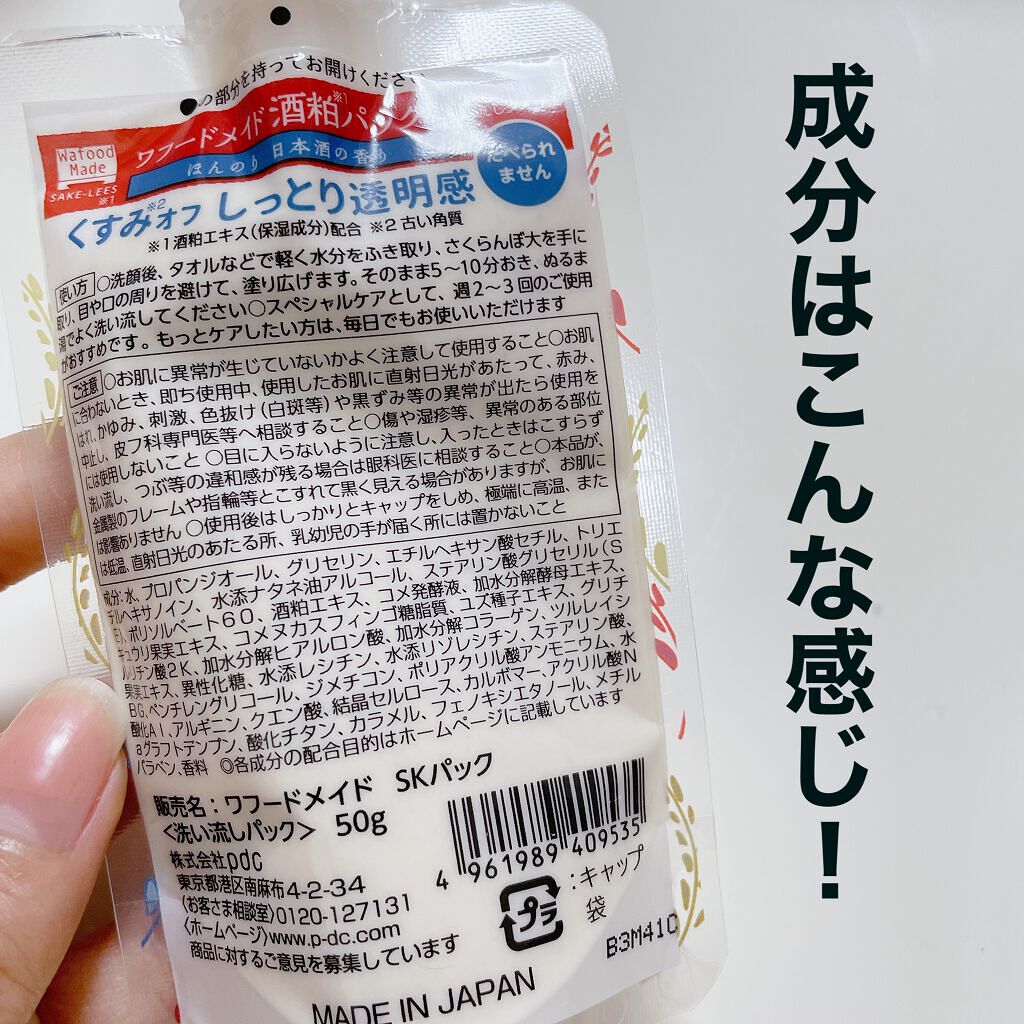 の部分を持ってお開けください
Wafood
Made
SAKE-LEES
※1
ワフードメイド 酒粕パック
※1
ほんのり 日本酒の香り
食べられ
ません
くすみオフ しっとり透明感
※2
※1酒粕エキス(保湿成分)配合 ※2 古い角質
使い方 ○洗顔後、タオルなどで軽く水分をふき取り、さくらんぼ大を手に
取り、目や口の周りを避けて、塗り広げます。そのまま5〜10分おき、ぬるま
湯でよく洗い流してください○スペシャルケアとして、週2〜3回のご使用
がおすすめです。もっとケアしたい方は、毎日でもお使いいただけます
ご注意 ○お肌に異常が生じていないかよく注意して使用すること○お肌
に合わないとき、即ち使用中、使用したお肌に直射日光があたって、赤み、
はれ、かゆみ、刺激、色抜け(白斑等)や黒ずみ等の異常が出たら使用を
中止し、皮フ科専門医等へ相談すること○傷や湿疹等、異常のある部位
には使用しないこと ○目に入らないように注意し、入ったときはこすらず
洗い流し、つぶ等の違和感が残る場合は眼科医に相談すること○本品が、
金属製のフレームや指輪等とこすれて黒く見える場合がありますが、お肌に
は影響ありません ○使用後はしっかりとキャップをしめ、極端に高温、また
は低温、直射日光のあたる所、乳幼児の手が届く所には置かないこと
成分:水、プロパンジオール、グリセリン、エチルヘキサン酸セチル、トリエ
チルヘキサノイン、水添ナタネ油アルコール、ステアリン酸グリセリル(S
E)、ポリソルベート60、酒粕エキス、コメ発酵液、加水分解酵母エキス、
キュウリ果実エキス、コメヌカスフィンゴ糖脂質、ユズ種子エキス、グリチ
ルリチン酸2K、加水分解ヒアルロン酸、加水分解コラーゲン、ツルレイシ
果実エキス、異性化糖、水添レシチン、水添リゾレシチン、ステアリン酸、
BG、ペンチレングリコール、ジメチコン、ポリアクリル酸アンモニウム、水
酸化Al、アルギニン、クエン酸、結晶セルロース、カルボマー、アクリル酸N
aグラフトデンプン、酸化チタン、カラメル、フェノキシエタノール、メチル
パラベン、香料 ◎各成分の配合目的はホームページに記載しています
販売名:ワフードメイド SKパック
<洗い流しパック> 50g
株式会社pdc
東京都港区南麻布4-2-34
〈お客さま相談室〉0120-127131
〈ホームページ〉www.p-dc.com
商品に対するご意見を募集しています
MADE IN JAPAN
4 961989 409535
プラ
:キャップ
袋
B3M41C
成分はこんな感じ!